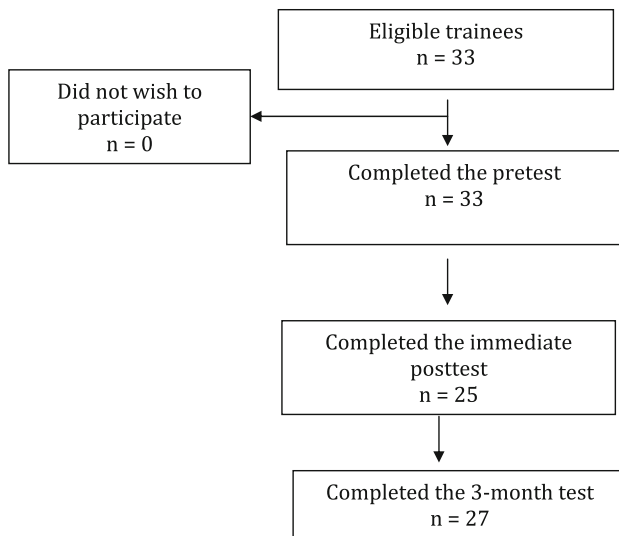 Eligible trainees
n = 33
Did not wish to
participate
n = 0
Completed the pretest
n = 33
Completed the immediate
posttest
n = 25
Completed the 3-month test
n = 27